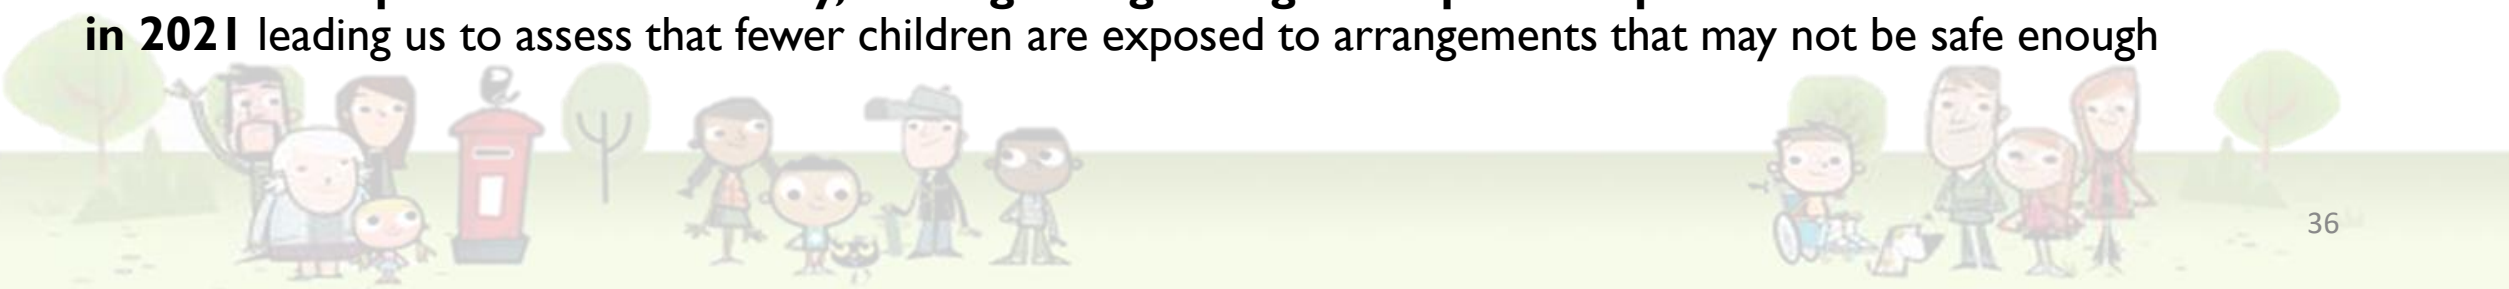 in 2021 leading us to assess that fewer children are exposed to arrangements that may not be safe enough
36